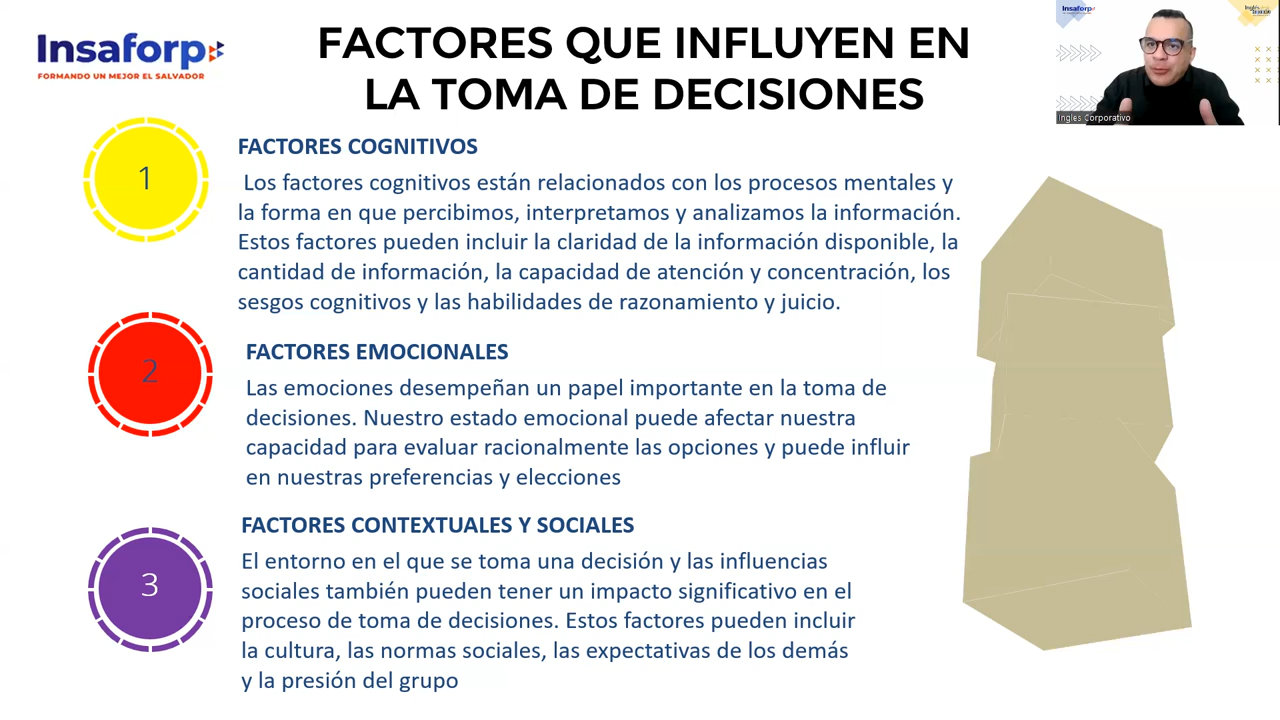 Insaforp
FORMANDO UN MEJOR EL SALVADOR
FACTORES QUE INFLUYEN EN
LA TOMA DE DECISIONES
Insaforp
Ingles Corporativo
1
FACTORES COGNITIVOS
Los factores cognitivos están relacionados con los procesos mentales y
la forma en que percibimos, interpretamos y analizamos la información.
Estos factores pueden incluir la claridad de la información disponible, la
cantidad de información, la capacidad de atención y concentración, los
sesgos cognitivos y las habilidades de razonamiento y juicio.
2
FACTORES EMOCIONALES
Las emociones desempeñan un papel importante en la toma de
decisiones. Nuestro estado emocional puede afectar nuestra
capacidad para evaluar racionalmente las opciones y puede influir
en nuestras preferencias y elecciones
3
FACTORES CONTEXTUALES Y SOCIALES
El entorno en el que se toma una decisión y las influencias
sociales también pueden tener un impacto significativo en el
proceso de toma de decisiones. Estos factores pueden incluir
la cultura, las normas sociales, las expectativas de los demás
y la presión del grupo